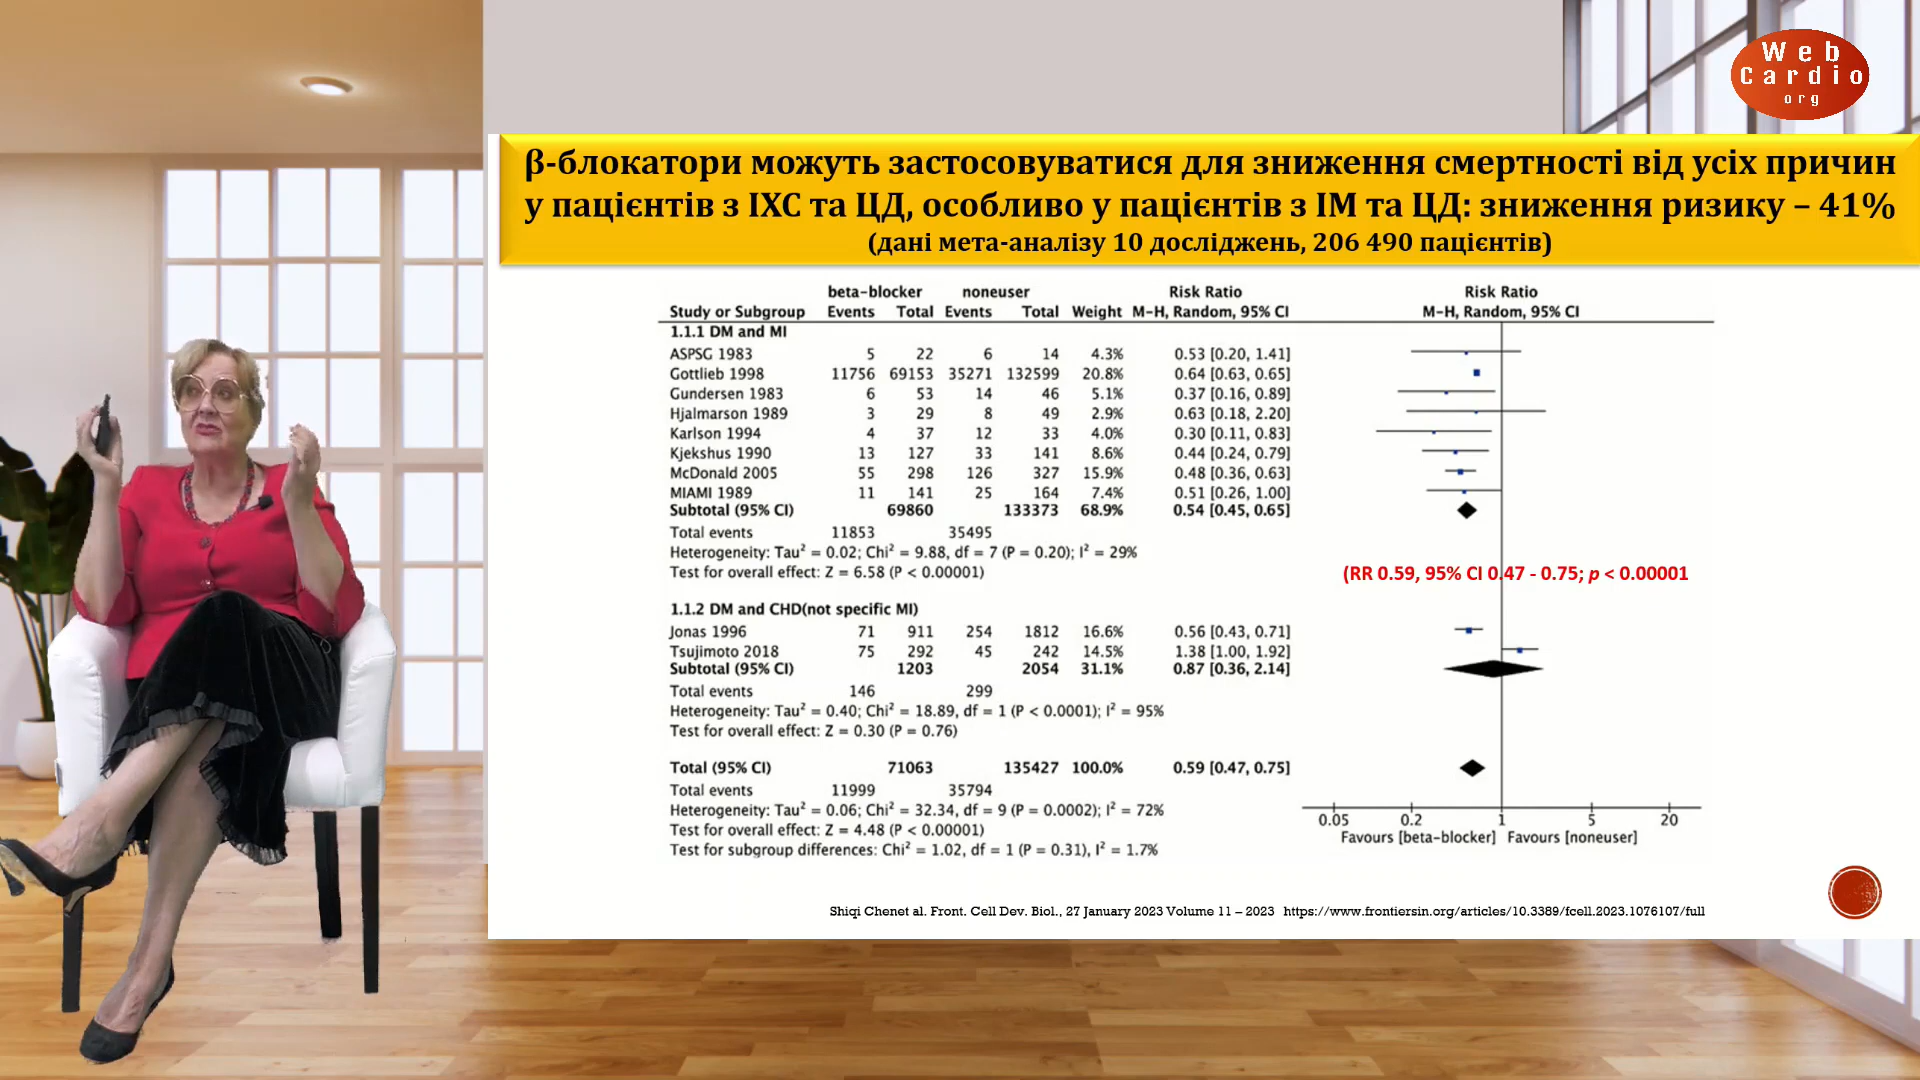 Web
Cardio
org
β-блокатори можуть застосовуватися для зниження смертності від усіх причин
у пацієнтів з ІХС та ЦД, особливо у пацієнтів з ІМ та ЦД: зниження ризику – 41%
(дані мета-аналізу 10 досліджень, 206 490 пацієнтів)
beta-blocker noneuser Risk Ratio Risk Ratio
Study or Subgroup Events Total Events Total Weight M-H, Random, 95% CI M-H, Random, 95% CI
1.1.1 DM and MI
ASPSG 1983 5 22 6 14 4.3% 0.53 [0.20, 1.41]
Gottlieb 1998 11756 69153 35271 132599 20.8% 0.64 [0.63, 0.65]
Gundersen 1983 6 53 14 46 5.1% 0.37 [0.16, 0.89]
Hjalmarson 1989 3 29 8 49 2.9% 0.63 [0.18, 2.20]
Karlson 1994 4 37 12 33 4.0% 0.30 [0.11, 0.83]
Kjekshus 1990 13 127 33 141 8.6% 0.44 [0.24, 0.79]
McDonald 2005 55 298 126 327 15.9% 0.48 [0.36, 0.63]
MIAMI 1989 11 141 25 164 7.4% 0.51 [0.26, 1.00]
Subtotal (95% CI) 69860 133373 68.9% 0.54 [0.45, 0.65]
Total events 11853 35495
Heterogeneity: Tau² = 0.02; Chi² = 9.88, df = 7 (P = 0.20); I² = 29%
Test for overall effect: Z = 6.58 (P < 0.00001)
(RR 0.59, 95% CI 0.47 - 0.75; p < 0.00001
1.1.2 DM and CHD(not specific MI)
Jonas 1996 71 911 254 1812 16.6% 0.56 [0.43, 0.71]
Tsujimoto 2018 75 292 45 242 14.5% 1.38 [1.00, 1.92]
Subtotal (95% CI) 1203 2054 31.1% 0.87 [0.36, 2.14]
Total events 146 299
Heterogeneity: Tau² = 0.40; Chi² = 18.89, df = 1 (P < 0.0001); I² = 95%
Test for overall effect: Z = 0.30 (P = 0.76)
Total (95% CI) 71063 135427 100.0% 0.59 [0.47, 0.75]
Total events 11999 35794
Heterogeneity: Tau² = 0.06; Chi² = 32.34, df = 9 (P = 0.0002); I² = 72%
Test for overall effect: Z = 4.48 (P < 0.00001)
Test for subgroup differences: Chi² = 1.02, df = 1 (P = 0.31), I² = 1.7%
0.05 0.2 1 5 20
Favours [beta-blocker] Favours [noneuser]
Shiqi Chenet al. Front. Cell Dev. Biol., 27 January 2023 Volume 11 – 2023 https://www.frontiersin.org/articles/10.3389/fcell.2023.1076107/full